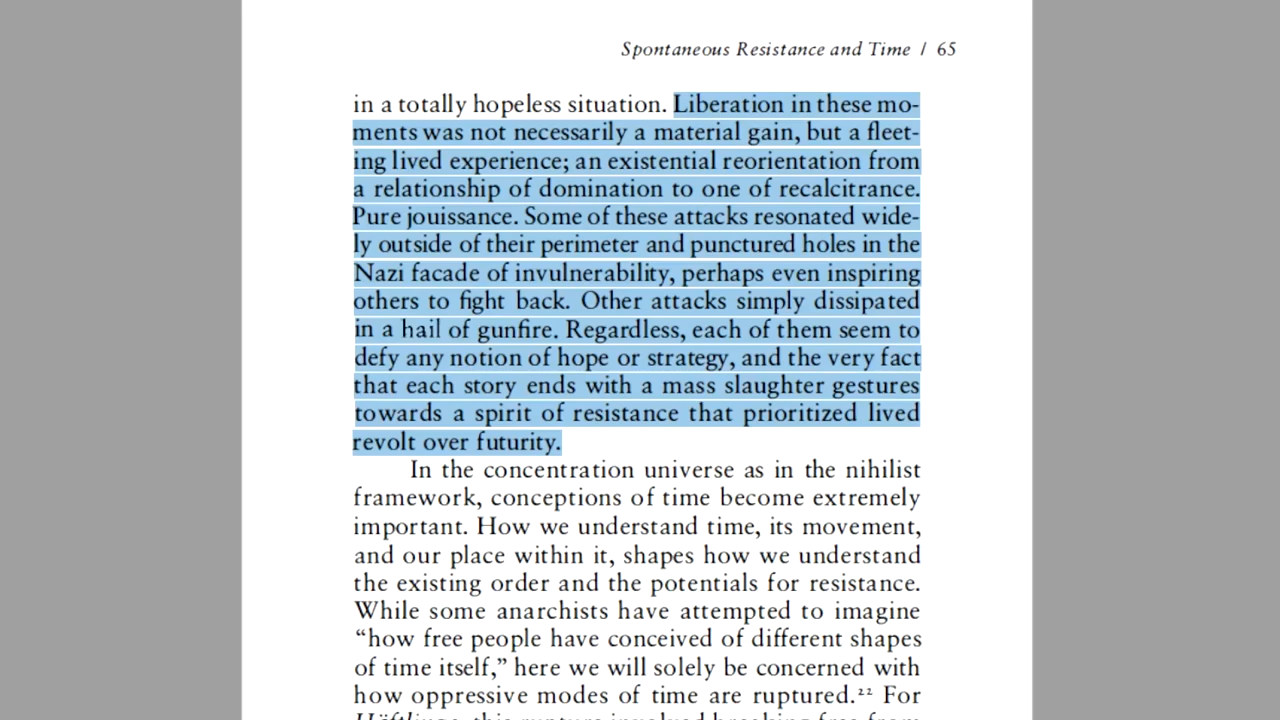 Spontaneous Resistance and Time / 65
in a totally hopeless situation. Liberation in these mo-
ments was not necessarily a material gain, but a fleet-
ing lived experience; an existential reorientation from
a relationship of domination to one of recalcitrance.
Pure jouissance. Some of these attacks resonated wide-
ly outside of their perimeter and punctured holes in the
Nazi facade of invulnerability, perhaps even inspiring
others to fight back. Other attacks simply dissipated
in a hail of gunfire. Regardless, each of them seem to
defy any notion of hope or strategy, and the very fact
that each story ends with a mass slaughter gestures
towards a spirit of resistance that prioritized lived
revolt over futurity.
In the concentration universe as in the nihilist
framework, conceptions of time become extremely
important. How we understand time, its movement,
and our place within it, shapes how we understand
the existing order and the potentials for resistance.
While some anarchists have attempted to imagine
“how free people have conceived of different shapes
of time itself,” here we will solely be concerned with
how oppressive modes of time are ruptured.²² For